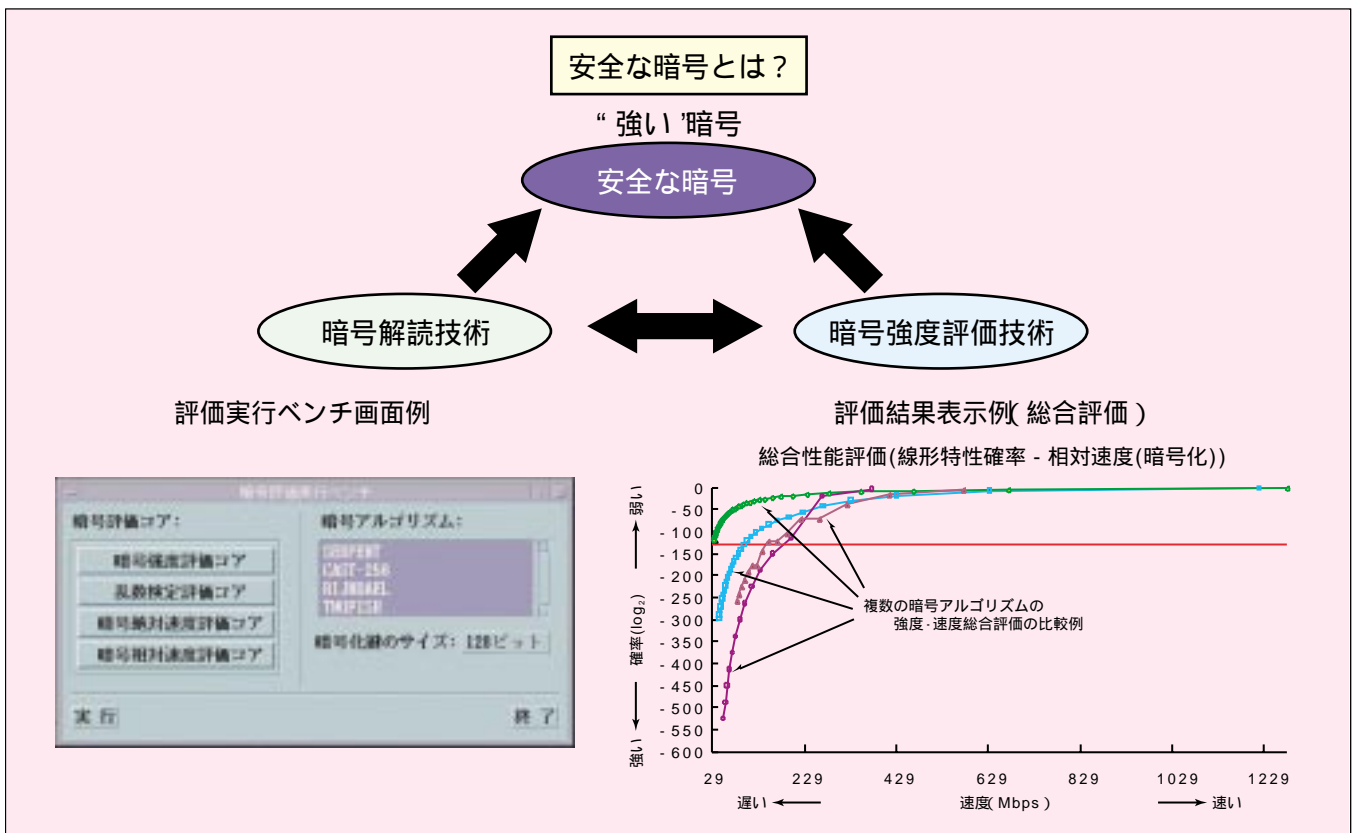 安全な暗号とは？
“強い”暗号
安全な暗号
暗号解読技術
暗号強度評価技術
評価実行ベンチ画面例
評価結果表示例(総合評価)
暗号評価実行ベンチ
暗号評価コア：
暗号強度評価コア
乱数検定評価コア
暗号絶対速度評価コア
暗号相対速度評価コア
暗号アルゴリズム：
SERPENT
CAST-256
RIJNDAEL
TWOFISH
暗号化鍵のサイズ：128ビット
実行
終了
総合性能評価(線形特性確率 - 相対速度(暗号化))
弱い
確率(log₂)
強い
0
- 50
- 100
- 150
- 200
- 250
- 300
- 350
- 400
- 450
- 500
- 550
- 600
複数の暗号アルゴリズムの
強度・速度総合評価の比較例
29 229 429 629 829 1029 1229
遅い
速度(Mbps)
速い